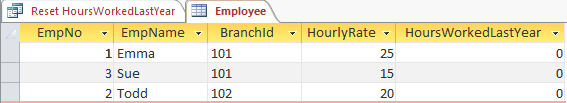 Reset HoursWorkedLastYear Employee
EmpNo EmpName BranchId HourlyRate HoursWorkedLastYear
1 Emma 101 25 0
3 Sue 101 15 0
2 Todd 102 20 0